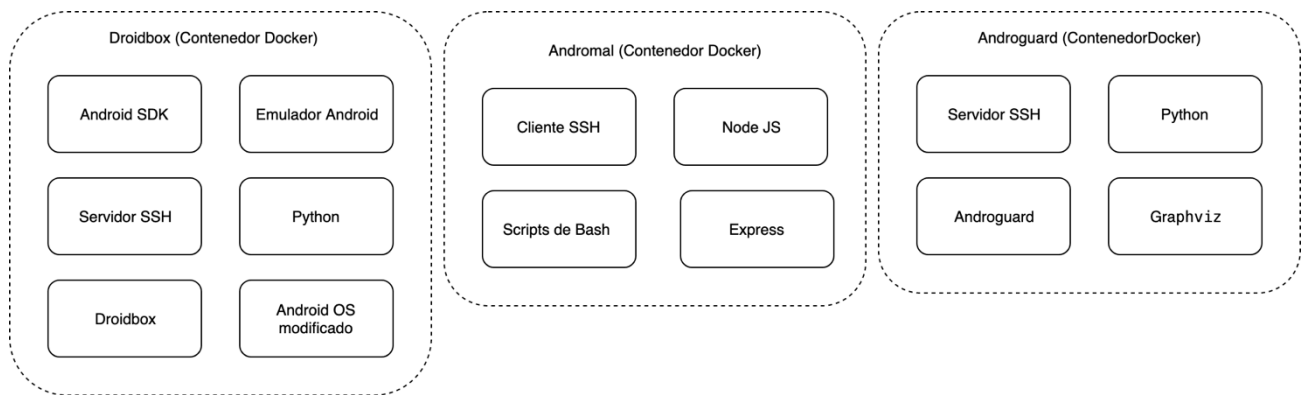 Droidbox (Contenedor Docker)
Android SDK
Emulador Android
Servidor SSH
Python
Droidbox
Android OS
modificado
Andromal (Contenedor Docker)
Cliente SSH
Node JS
Scripts de Bash
Express
Androguard (ContenedorDocker)
Servidor SSH
Python
Androguard
Graphviz